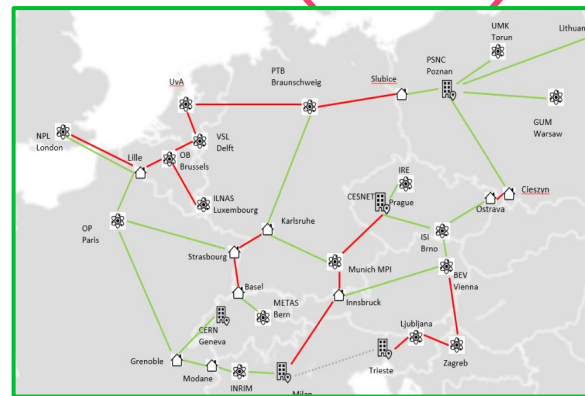 UMK
Torun
Lithuan
PSNC
Poznan
PTB
Braunschweig
Slubice
UvA
GUM
Warsaw
NPL
London
VSL
Delft
Lille
OB
Brussels
IRE
CESNET
Prague
Cieszyn
Ostrava
ILNAS
Luxembourg
OP
Paris
Karlsruhe
ISI
Brno
Strasbourg
Munich MPI
BEV
Vienna
Basel
METAS
Bern
Innbruck
CERN
Geneva
Ljubljana
Grenoble
Modane
INRIM
Milan
Trieste
Zagreb